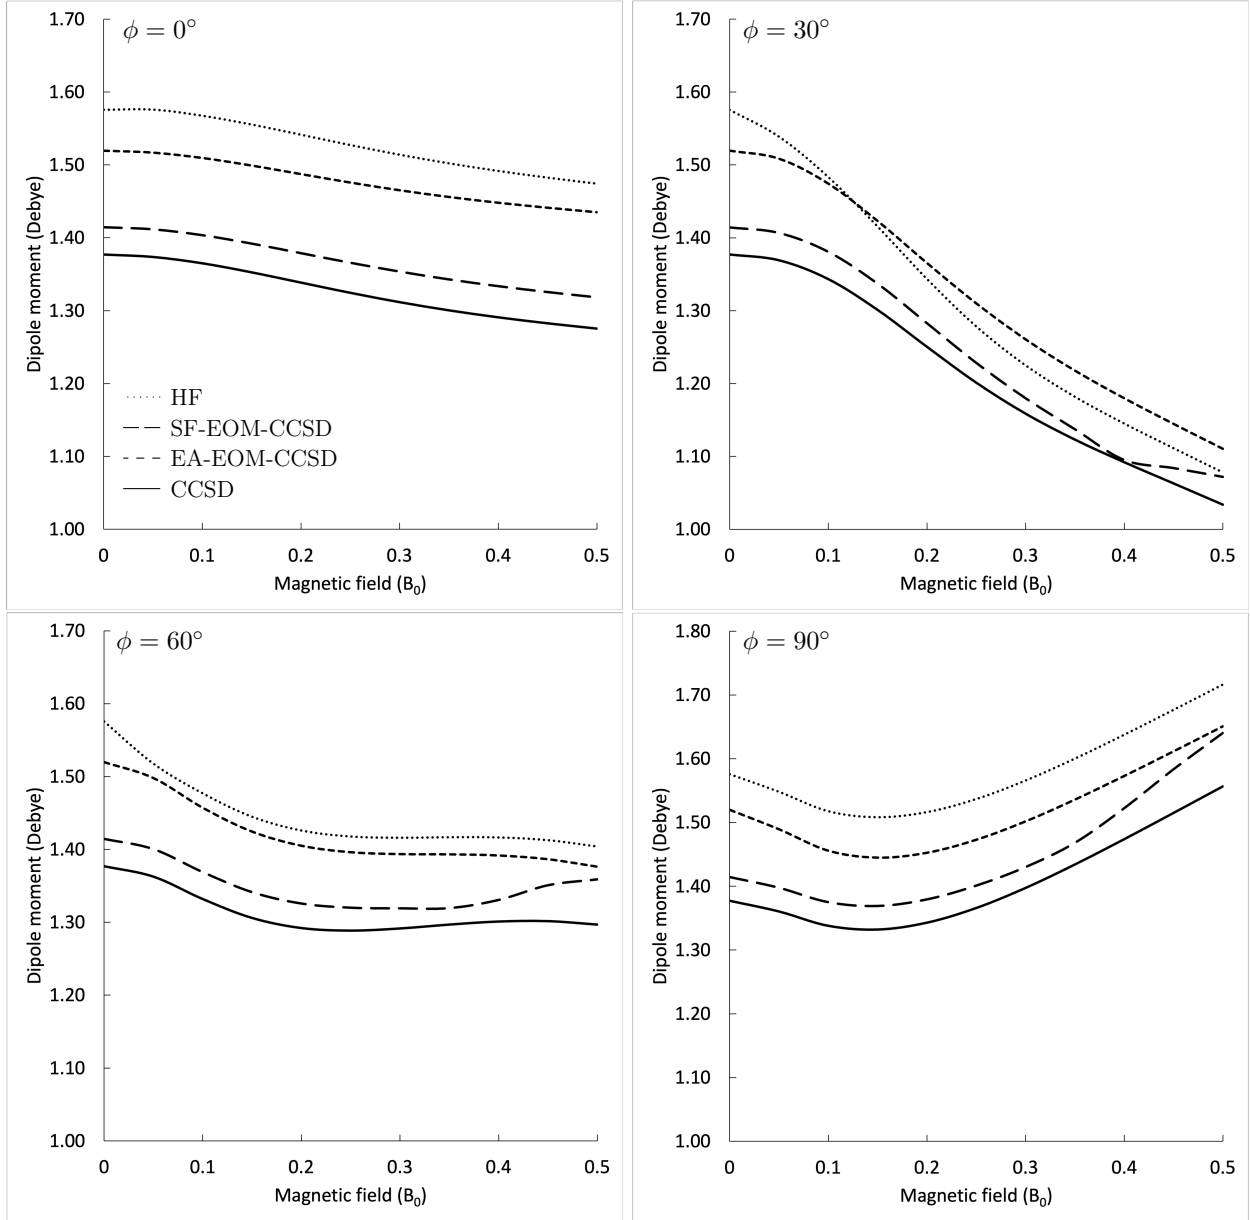 ϕ = 0°
1.70
1.60
1.50
1.40
1.30
1.20
1.10
1.00
Dipole moment (Debye)
HF
SF-EOM-CCSD
EA-EOM-CCSD
CCSD
0 0.1 0.2 0.3 0.4 0.5
Magnetic field (B₀)
ϕ = 30°
1.70
1.60
1.50
1.40
1.30
1.20
1.10
1.00
Dipole moment (Debye)
0 0.1 0.2 0.3 0.4 0.5
Magnetic field (B₀)
ϕ = 60°
1.70
1.60
1.50
1.40
1.30
1.20
1.10
1.00
Dipole moment (Debye)
0 0.1 0.2 0.3 0.4 0.5
Magnetic field (B₀)
ϕ = 90°
1.80
1.70
1.60
1.50
1.40
1.30
1.20
1.10
1.00
Dipole moment (Debye)
0 0.1 0.2 0.3 0.4 0.5
Magnetic field (B₀)